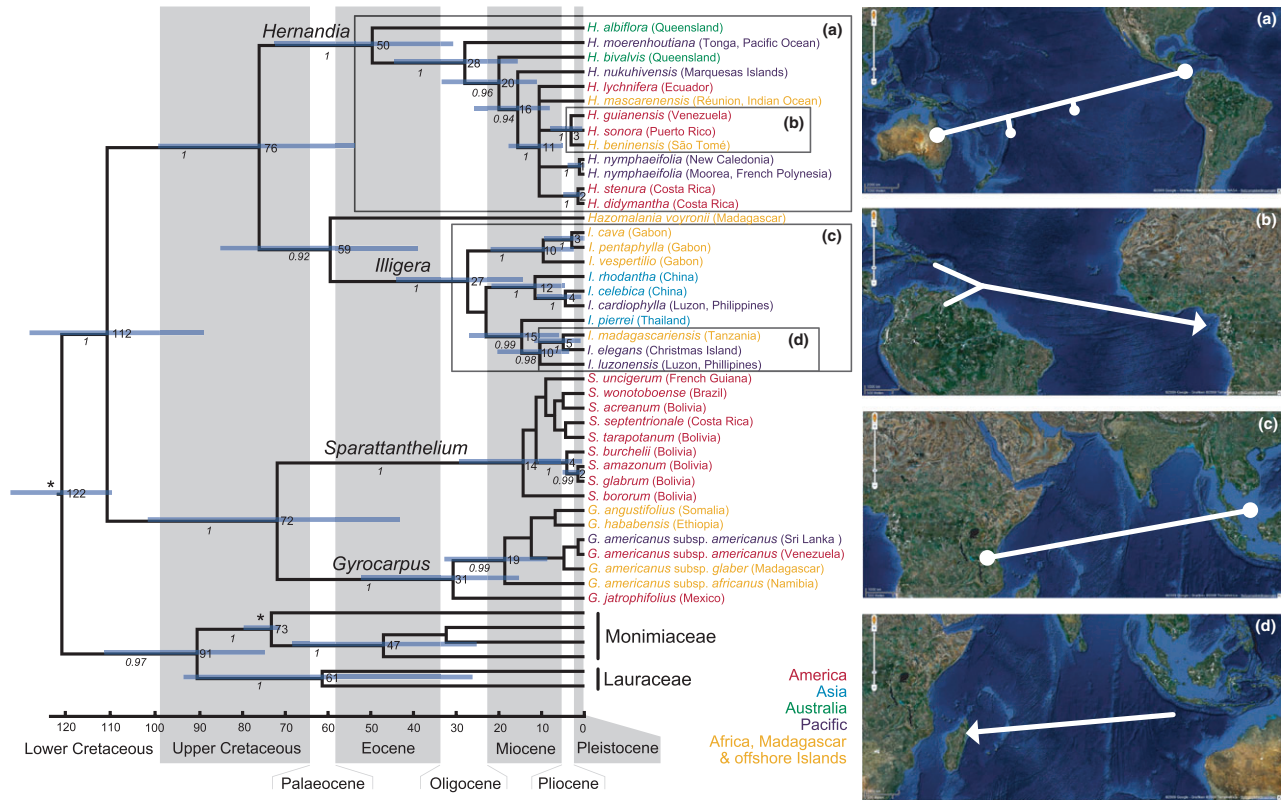 Hernandia
(a)
H. albiflora (Queensland)
H. moerenhoutiana (Tonga, Pacific Ocean)
H. bivalvis (Queensland)
H. nukuhivensis (Marquesas Islands)
H. lychnifera (Ecuador)
H. mascarenensis (Réunion, Indian Ocean)
H. guianensis (Venezuela)
(b)
H. sonora (Puerto Rico)
H. beninensis (São Tomé)
H. nymphaeifolia (New Caledonia)
H. nymphaeifolia (Moorea, French Polynesia)
H. stenura (Costa Rica)
H. didymantha (Costa Rica)
Hazomalania voyronii (Madagascar)
I. cava (Gabon)
(c)
I. pentaphylla (Gabon)
I. vespertilio (Gabon)
Illigera
I. rhodantha (China)
I. celebica (China)
I. cardiophylla (Luzon, Philippines)
I. pierrei (Thailand)
I. madagascariensis (Tanzania)
(d)
I. elegans (Christmas Island)
I. luzonensis (Luzon, Phillipines)
S. uncigerum (French Guiana)
S. wonotoboense (Brazil)
S. acreanum (Bolivia)
S. septentrionale (Costa Rica)
S. tarapotanum (Bolivia)
Sparattanthelium
S. burchelii (Bolivia)
S. amazonum (Bolivia)
S. glabrum (Bolivia)
S. bororum (Bolivia)
G. angustifolius (Somalia)
G. hababensis (Ethiopia)
G. americanus subsp. americanus (Sri Lanka )
G. americanus subsp. americanus (Venezuela)
Gyrocarpus
G. americanus subsp. glaber (Madagascar)
G. americanus subsp. africanus (Namibia)
G. jatrophifolius (Mexico)
Monimiaceae
Lauraceae
50
1
28
1
20
0.96
16
0.94
11
1
3
1
1
1
2
76
1
59
0.92
27
1
10
1
3
1
12
1
4
1
15
0.99
10
0.98
5
1
112
1
* 122
14
1
4
1
2
0.99
72
1
19
0.99
31
1
* 73
1
47
1
91
0.97
61
1
120 110 100 90 80 70 60 50 40 30 20 10 0
Lower Cretaceous Upper Cretaceous Eocene Miocene Pleistocene
Palaeocene Oligocene Pliocene
America
Asia
Australia
Pacific
Africa, Madagascar
& offshore Islands
(a)
(b)
(c)
(d)